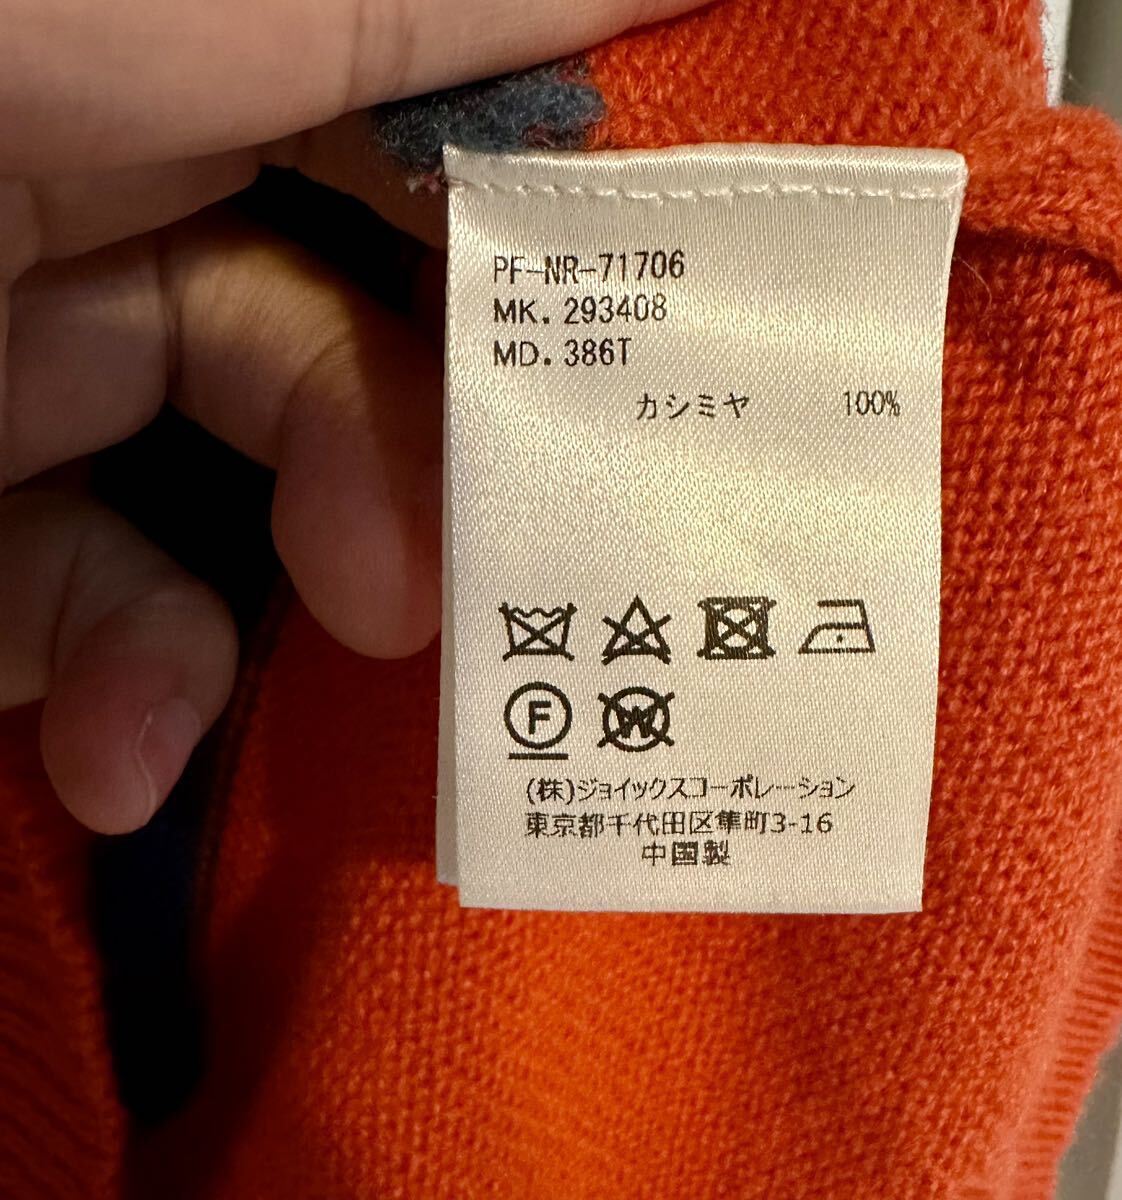 PF-NR-71706
MK. 293408
MD. 386T
カシミヤ 100%
F W
(株)ジョイックスコーポレーション
東京都千代田区隼町3-16
中国製